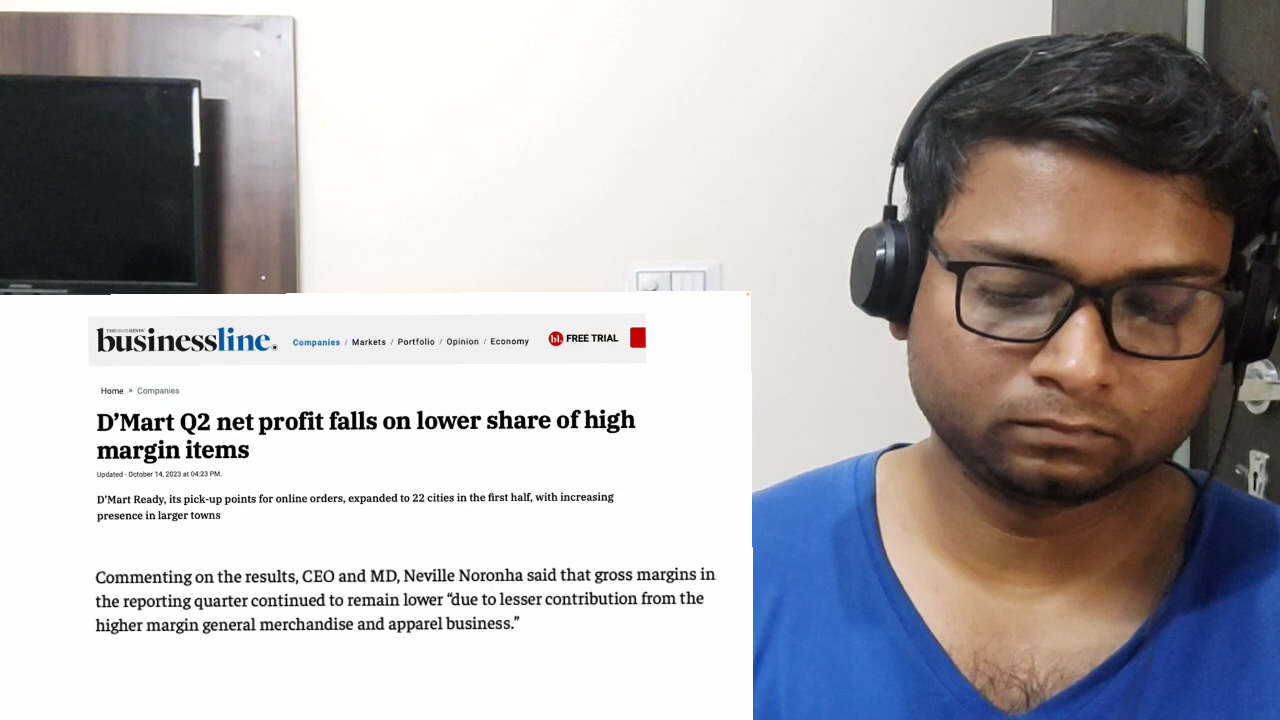 businessline.
Companies / Markets / Portfolio / Opinion / Economy
bl. FREE TRIAL
Home » Companies
D’Mart Q2 net profit falls on lower share of high
margin items
Updated - October 14, 2023 at 04:23 PM.
D’Mart Ready, its pick-up points for online orders, expanded to 22 cities in the first half, with increasing
presence in larger towns
Commenting on the results, CEO and MD, Neville Noronha said that gross margins in
the reporting quarter continued to remain lower “due to lesser contribution from the
higher margin general merchandise and apparel business.”